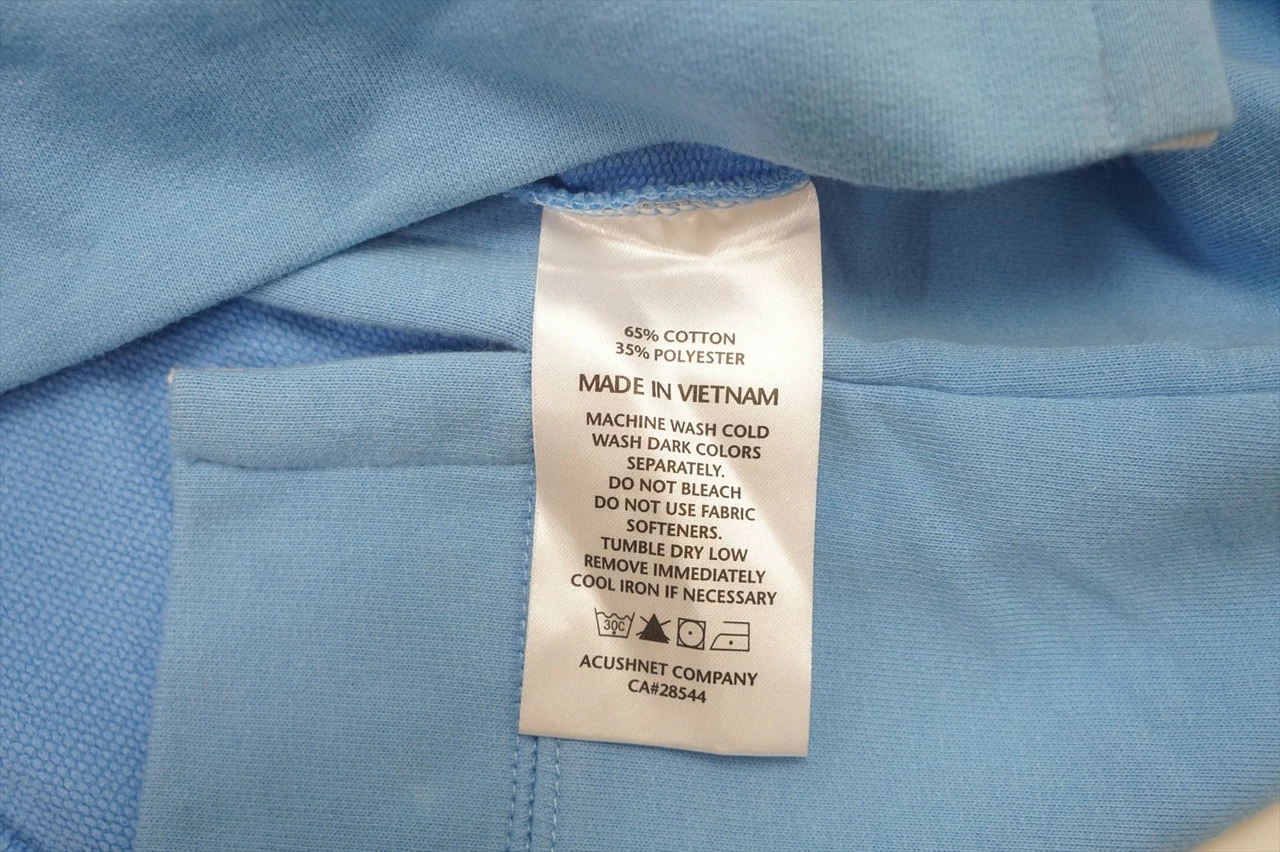 65% COTTON
35% POLYESTER
MADE IN VIETNAM
MACHINE WASH COLD
WASH DARK COLORS
SEPARATELY.
DO NOT BLEACH
DO NOT USE FABRIC
SOFTENERS.
TUMBLE DRY LOW
REMOVE IMMEDIATELY
COOL IRON IF NECESSARY
30C
ACUSHNET COMPANY
CA#28544